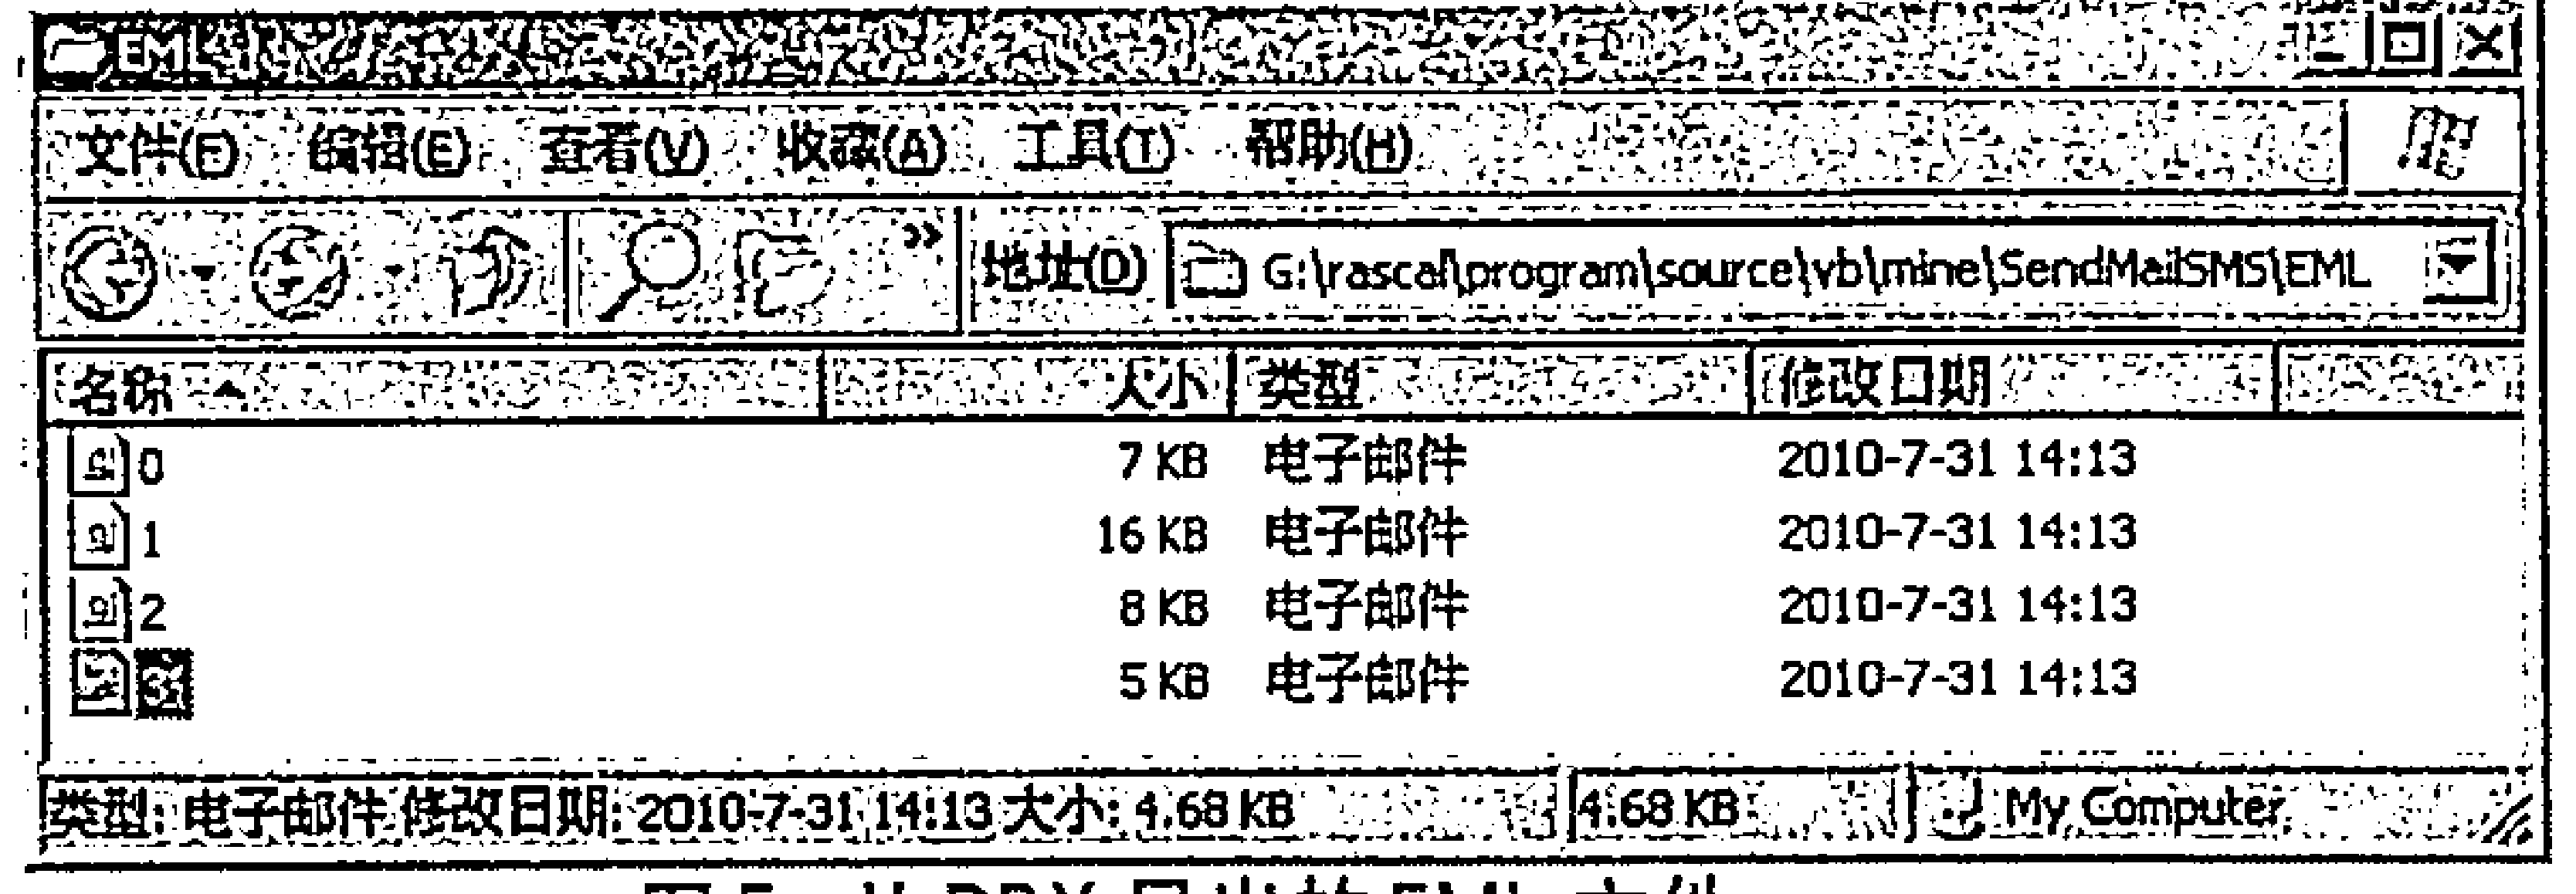 EML
文件(F) 编辑(E) 查看(V) 收藏(A) 工具(T) 帮助(H)
» 地址(D) G:\rascal\program\source\vb\mine\SendMailSMS\EML
名称 大小 类型 修改日期
0 7 KB 电子邮件 2010-7-31 14:13
1 16 KB 电子邮件 2010-7-31 14:13
2 8 KB 电子邮件 2010-7-31 14:13
3 5 KB 电子邮件 2010-7-31 14:13
类型: 电子邮件 修改日期: 2010-7-31 14:13 大小: 4.68 KB 4.68 KB My Computer